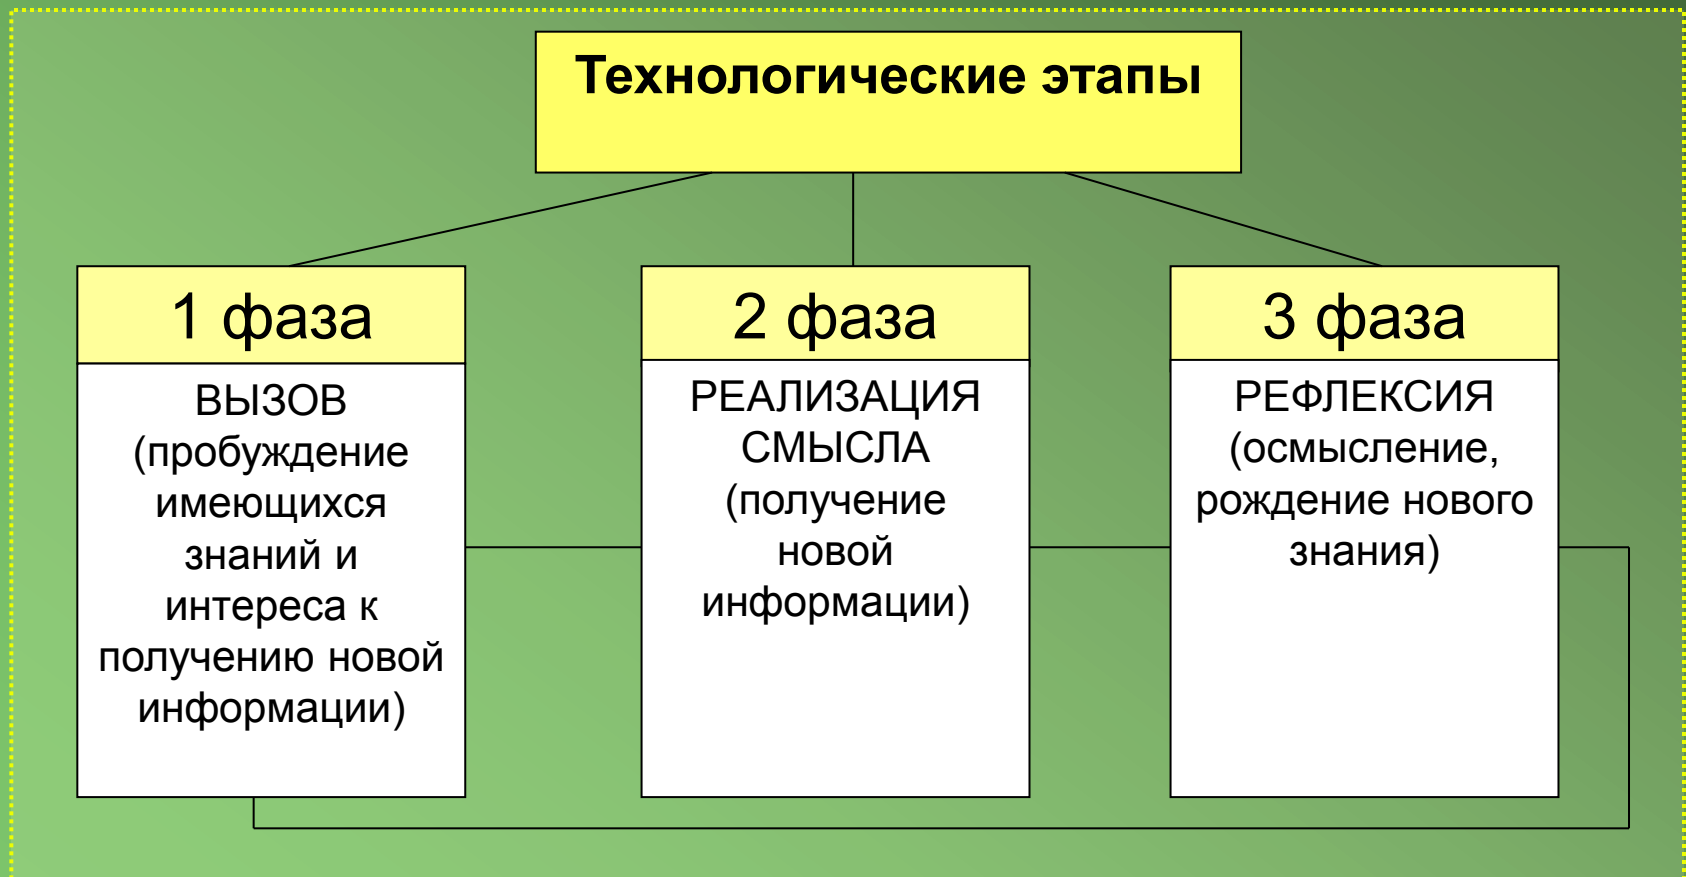 Технологические этапы
1 фаза
ВЫЗОВ
(пробуждение
имеющихся
знаний и
интереса к
получению новой
информации)
2 фаза
РЕАЛИЗАЦИЯ
СМЫСЛА
(получение
новой
информации)
3 фаза
РЕФЛЕКСИЯ
(осмысление,
рождение нового
знания)